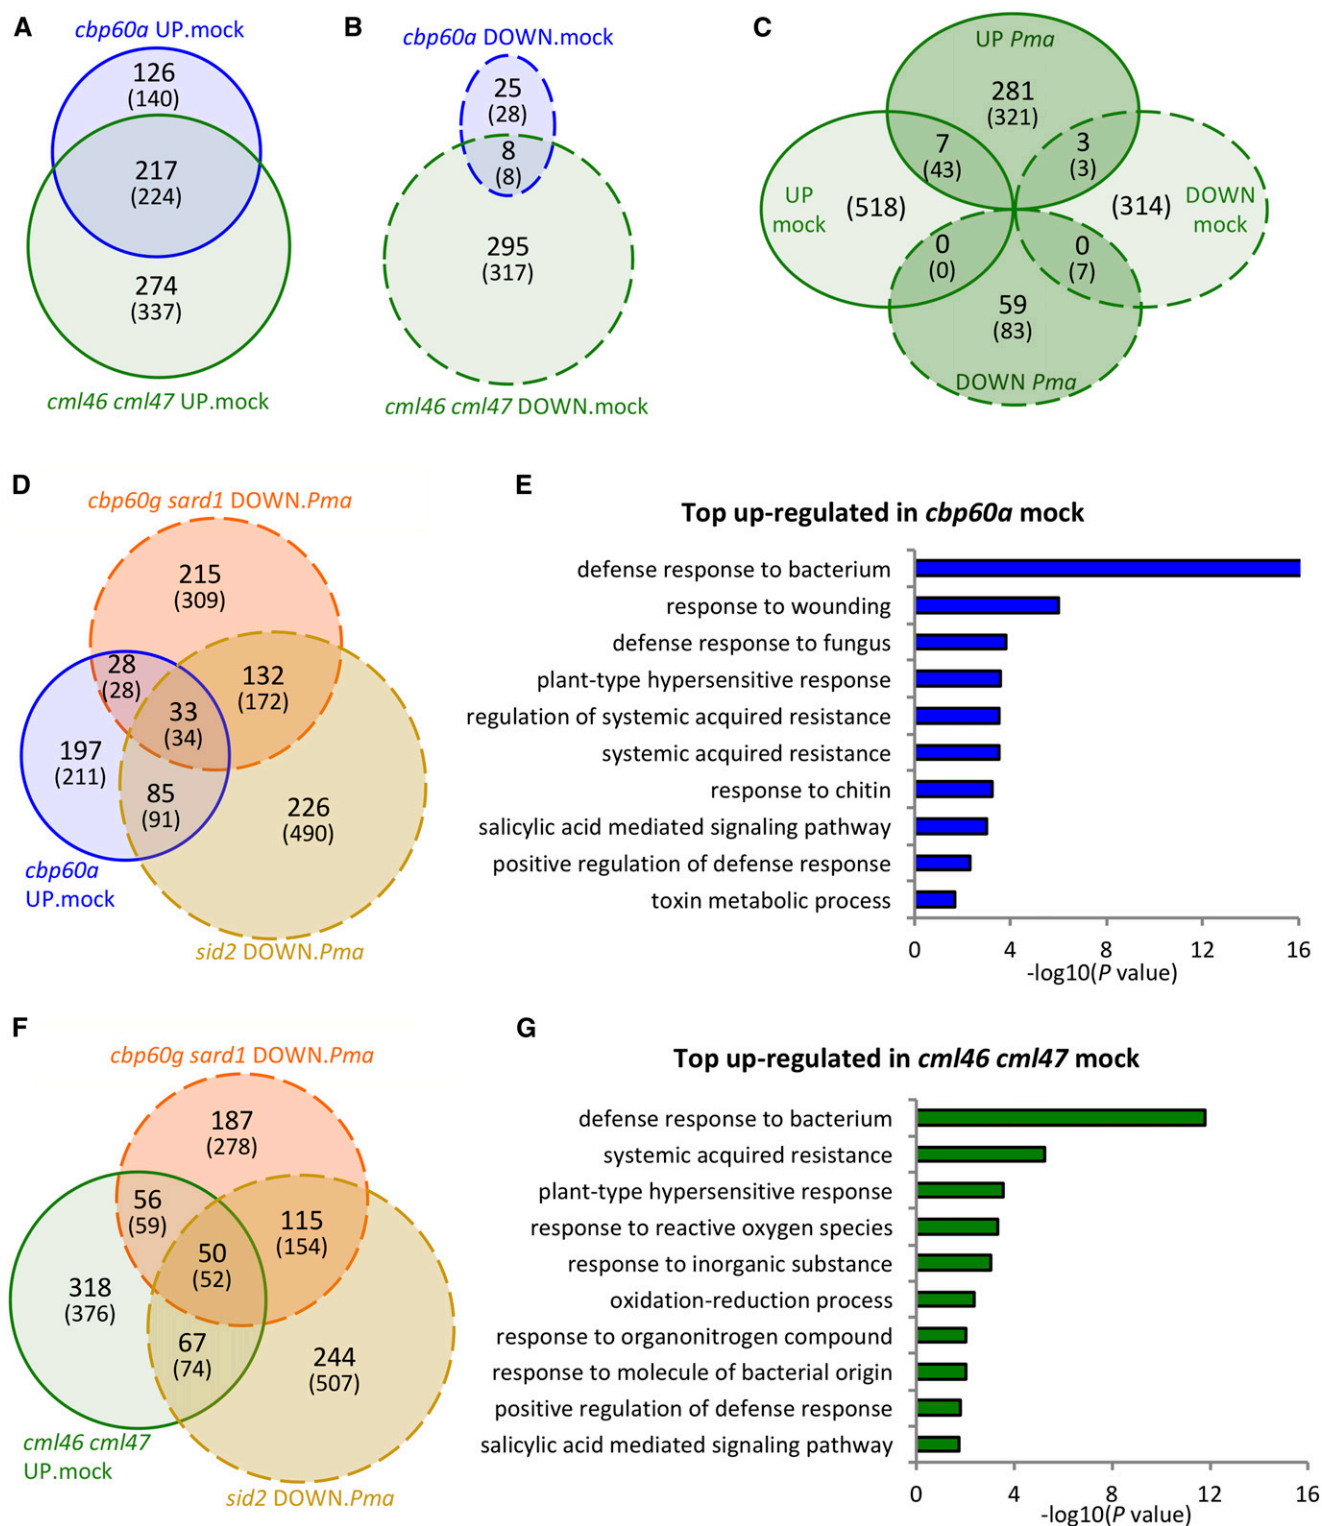 A
cbp60a UP.mock
126
(140)
217
(224)
274
(337)
cml46 cml47 UP.mock
B
cbp60a DOWN.mock
25
(28)
8
(8)
295
(317)
cml46 cml47 DOWN.mock
C
UP Pma
281
(321)
7
(43)
3
(3)
UP
mock
(518)
(314)
DOWN
mock
0
(0)
0
(7)
59
(83)
DOWN Pma
D
cbp60g sard1 DOWN.Pma
215
(309)
28
(28)
132
(172)
33
(34)
197
(211)
85
(91)
226
(490)
cbp60a
UP.mock
sid2 DOWN.Pma
E
Top up-regulated in cbp60a mock
defense response to bacterium
response to wounding
defense response to fungus
plant-type hypersensitive response
regulation of systemic acquired resistance
systemic acquired resistance
response to chitin
salicylic acid mediated signaling pathway
positive regulation of defense response
toxin metabolic process
0 4 8 12 16
-log10(P value)
F
cbp60g sard1 DOWN.Pma
187
(278)
56
(59)
115
(154)
50
(52)
318
(376)
67
(74)
244
(507)
cml46 cml47
UP.mock
sid2 DOWN.Pma
G
Top up-regulated in cml46 cml47 mock
defense response to bacterium
systemic acquired resistance
plant-type hypersensitive response
response to reactive oxygen species
response to inorganic substance
oxidation-reduction process
response to organonitrogen compound
response to molecule of bacterial origin
positive regulation of defense response
salicylic acid mediated signaling pathway
0 4 8 12 16
-log10(P value)